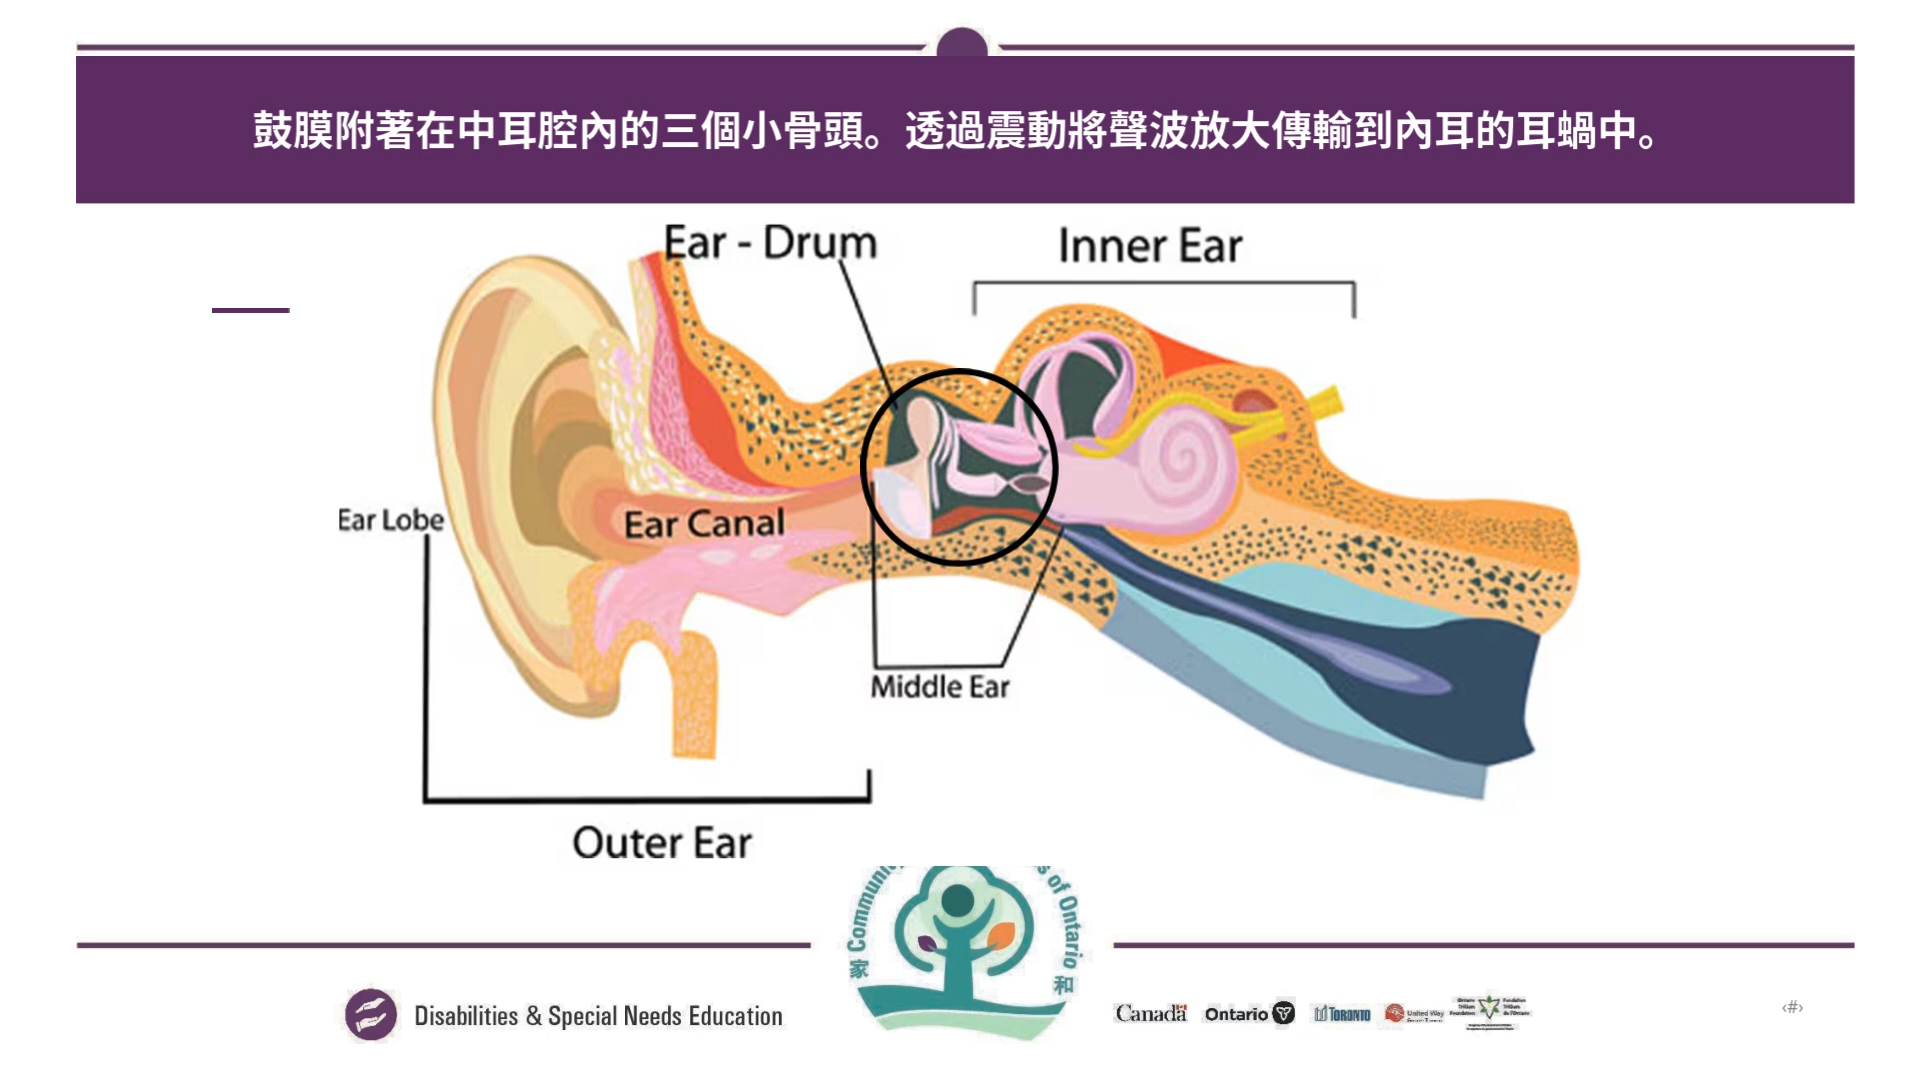 鼓膜附著在中耳腔內的三個小骨頭。透過震動將聲波放大傳輸到內耳的耳蝸中。
Ear - Drum
Inner Ear
Ear Lobe
Ear Canal
Middle Ear
Outer Ear
of Ontario
家
和
Disabilities & Special Needs Education
Canada
Ontario
TORONTO
United Way
‹#›